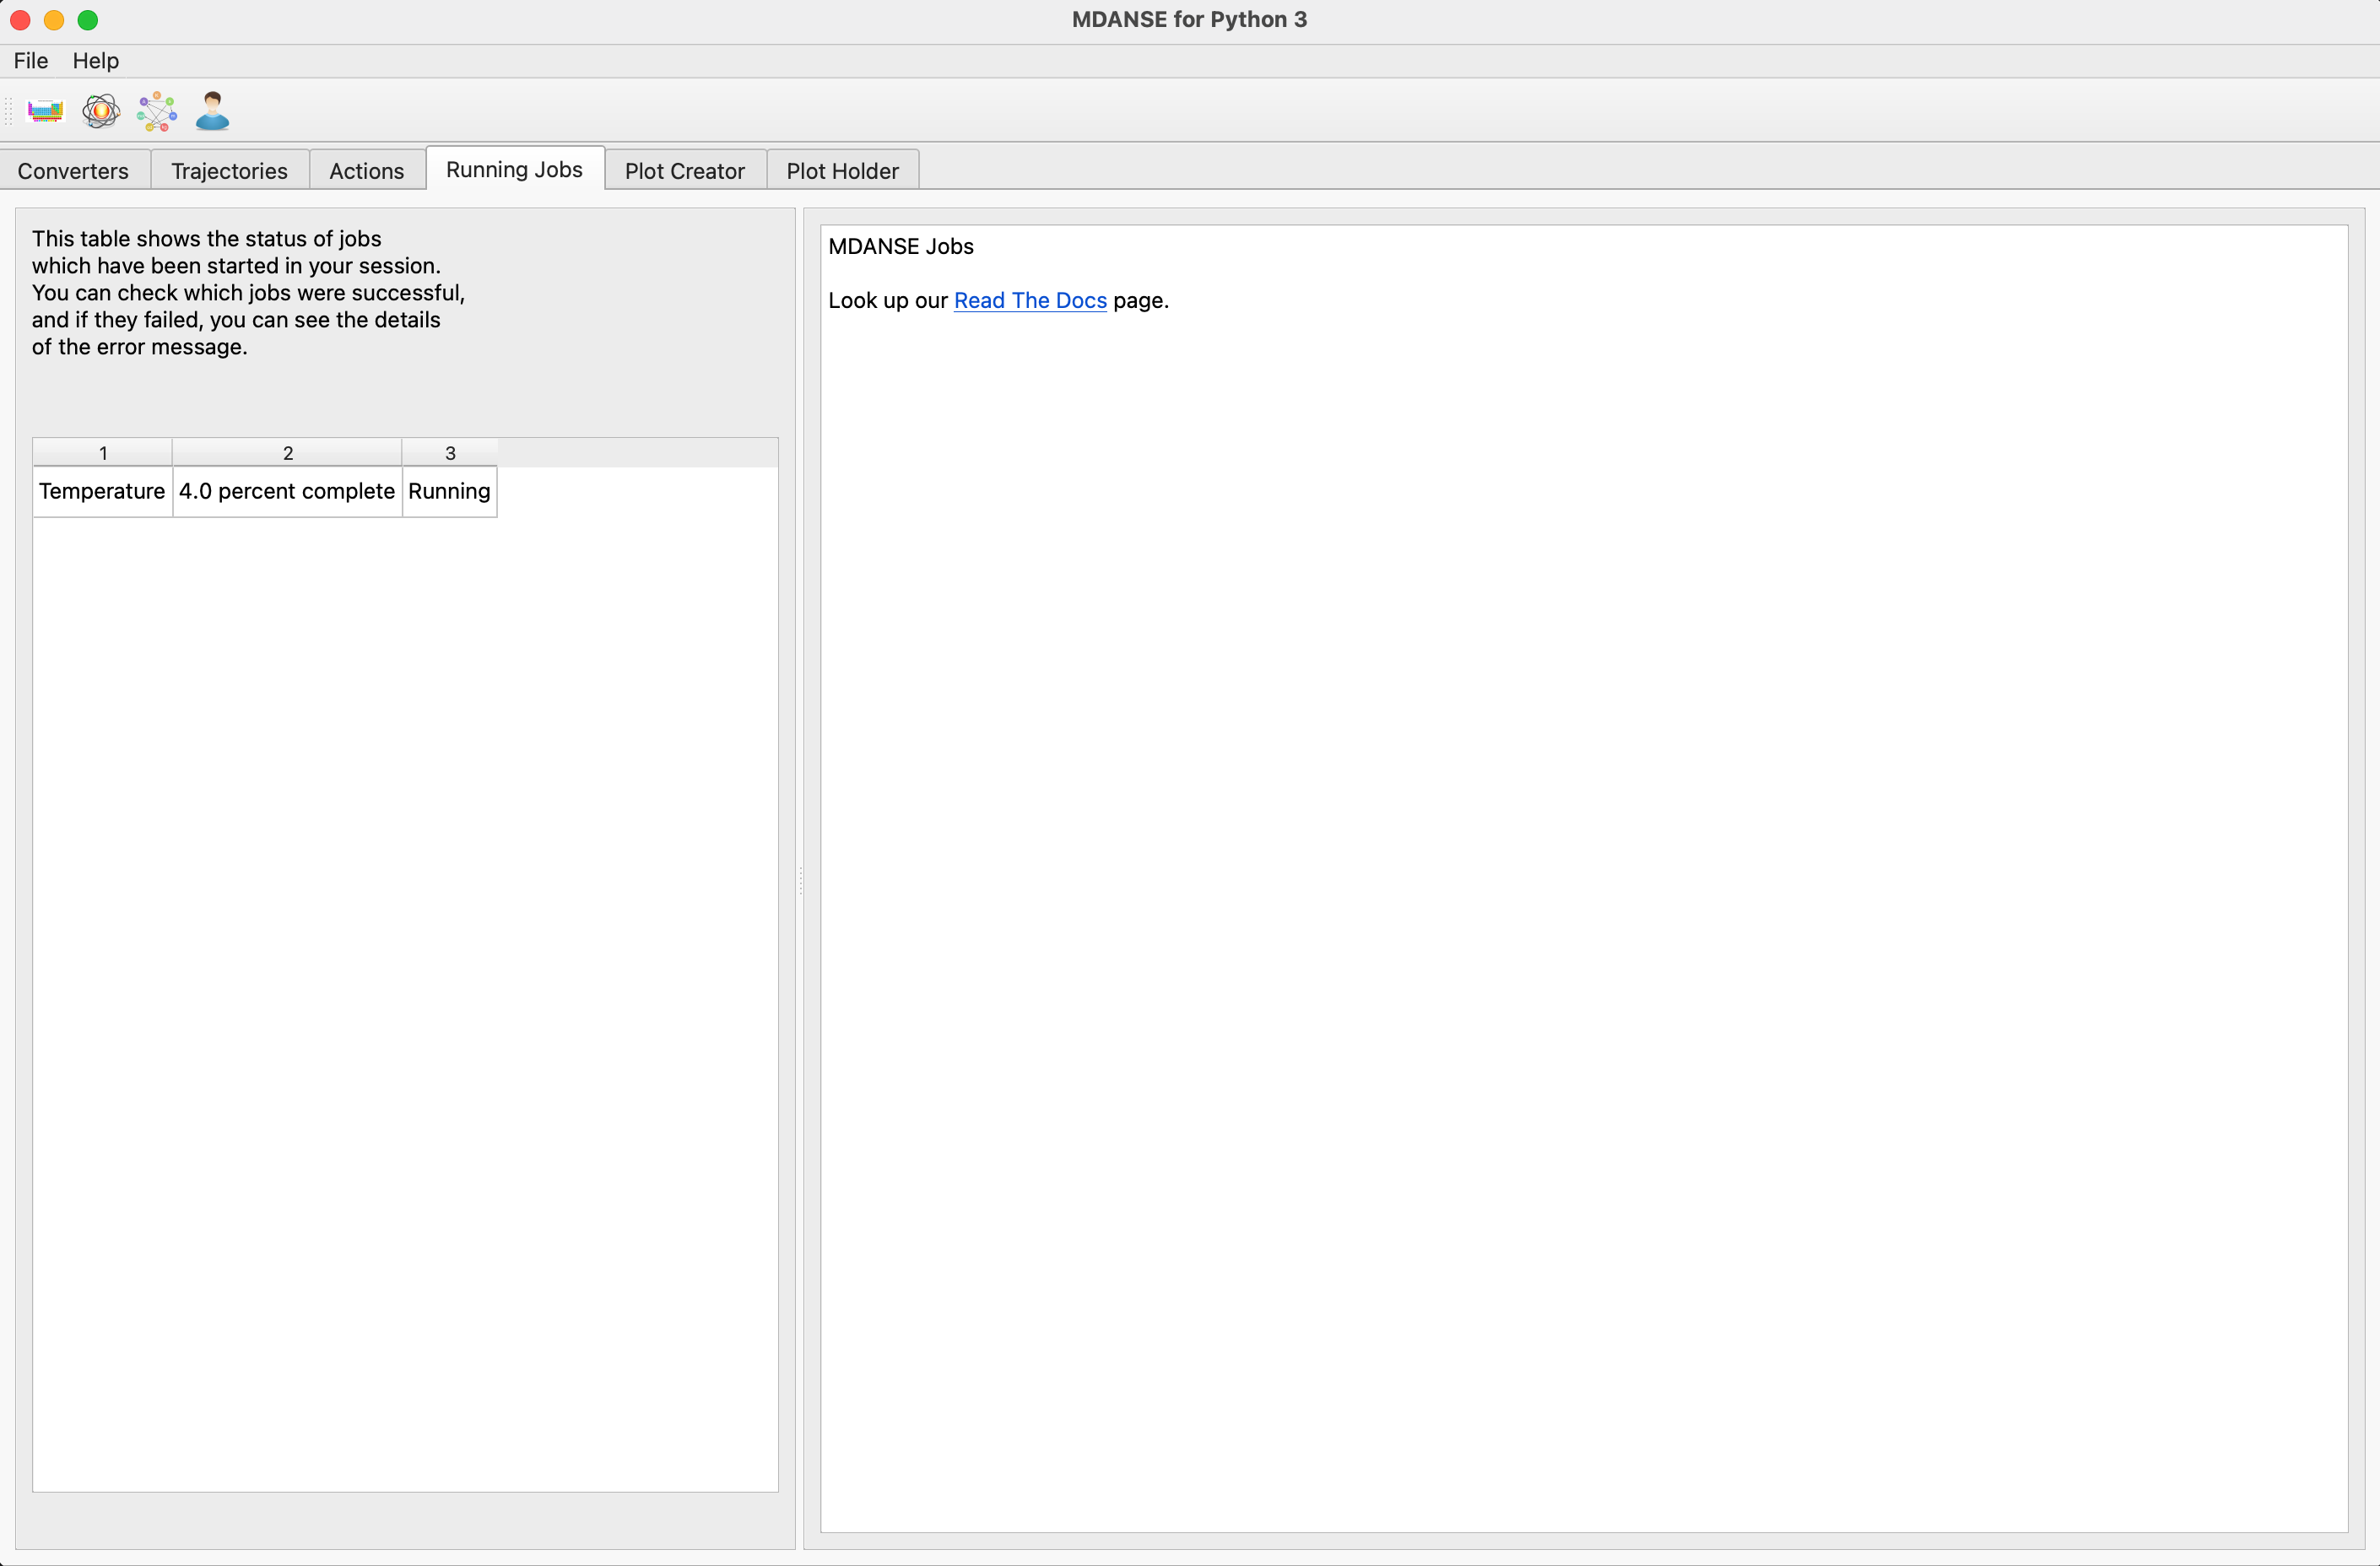 MDANSE for Python 3
File Help
Converters Trajectories Actions Running Jobs Plot Creator Plot Holder
This table shows the status of jobs
which have been started in your session.
You can check which jobs were successful,
and if they failed, you can see the details
of the error message.
1 2 3
Temperature 4.0 percent complete Running
MDANSE Jobs
Look up our Read The Docs page.